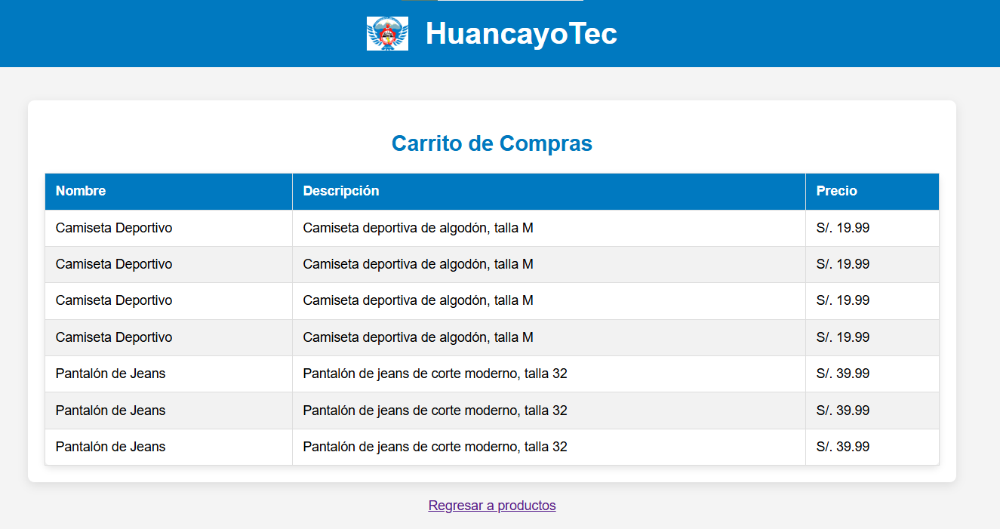 HuancayoTec
Carrito de Compras
Nombre Descripción Precio
Camiseta Deportivo Camiseta deportiva de algodón, talla M S/. 19.99
Camiseta Deportivo Camiseta deportiva de algodón, talla M S/. 19.99
Camiseta Deportivo Camiseta deportiva de algodón, talla M S/. 19.99
Camiseta Deportivo Camiseta deportiva de algodón, talla M S/. 19.99
Pantalón de Jeans Pantalón de jeans de corte moderno, talla 32 S/. 39.99
Pantalón de Jeans Pantalón de jeans de corte moderno, talla 32 S/. 39.99
Pantalón de Jeans Pantalón de jeans de corte moderno, talla 32 S/. 39.99
Regresar a productos